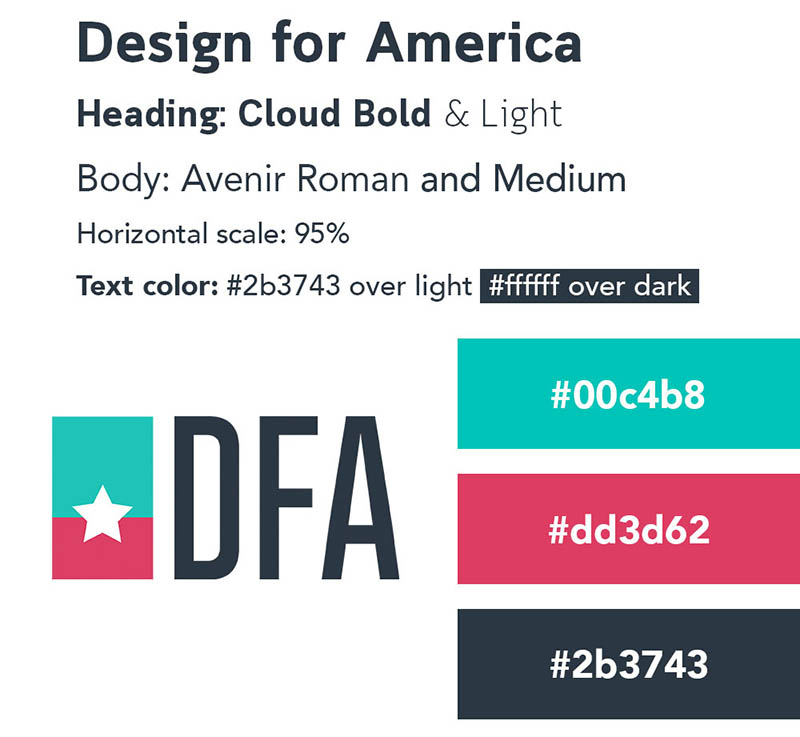 Design for America
Heading: Cloud Bold & Light
Body: Avenir Roman and Medium
Horizontal scale: 95%
Text color: #2b3743 over light #ffffff over dark
DFA
#00c4b8
#dd3d62
#2b3743